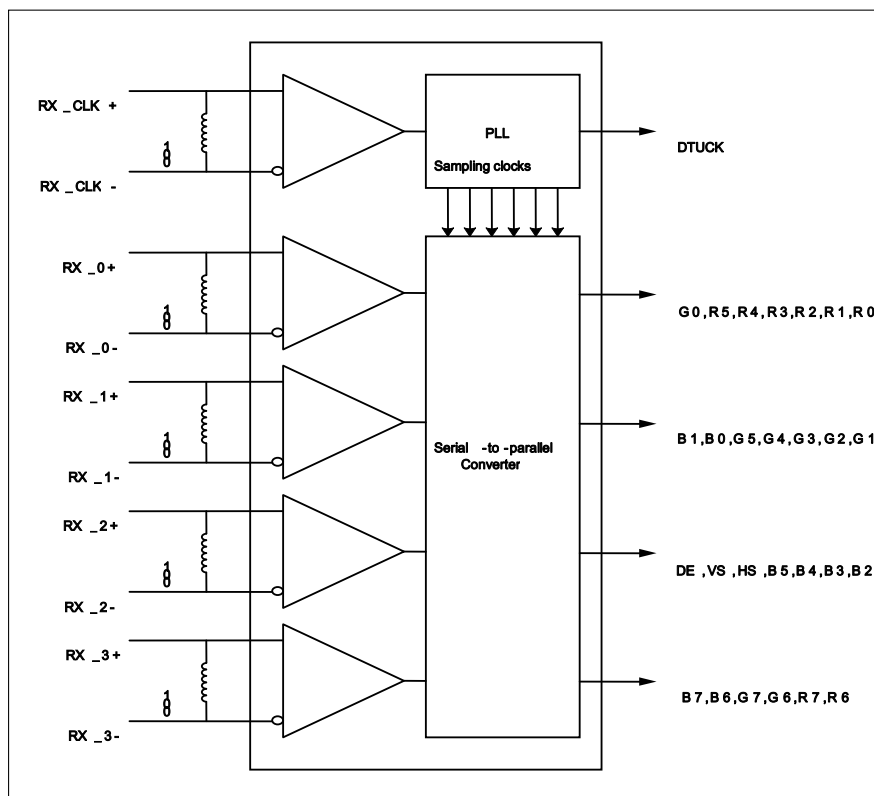 RX _CLK +
100
RX _CLK -
PLL
Sampling clocks
DTUCK
RX _0+
100
RX _0-
G0,R5,R4,R3,R2,R1,R0
RX _1+
100
RX _1-
Serial -to -parallel
Converter
B1,B0,G5,G4,G3,G2,G1
RX _2+
100
RX _2-
DE ,VS ,HS ,B5,B4,B3,B2
RX _3+
100
RX _3-
B7,B6,G7,G6,R7,R6